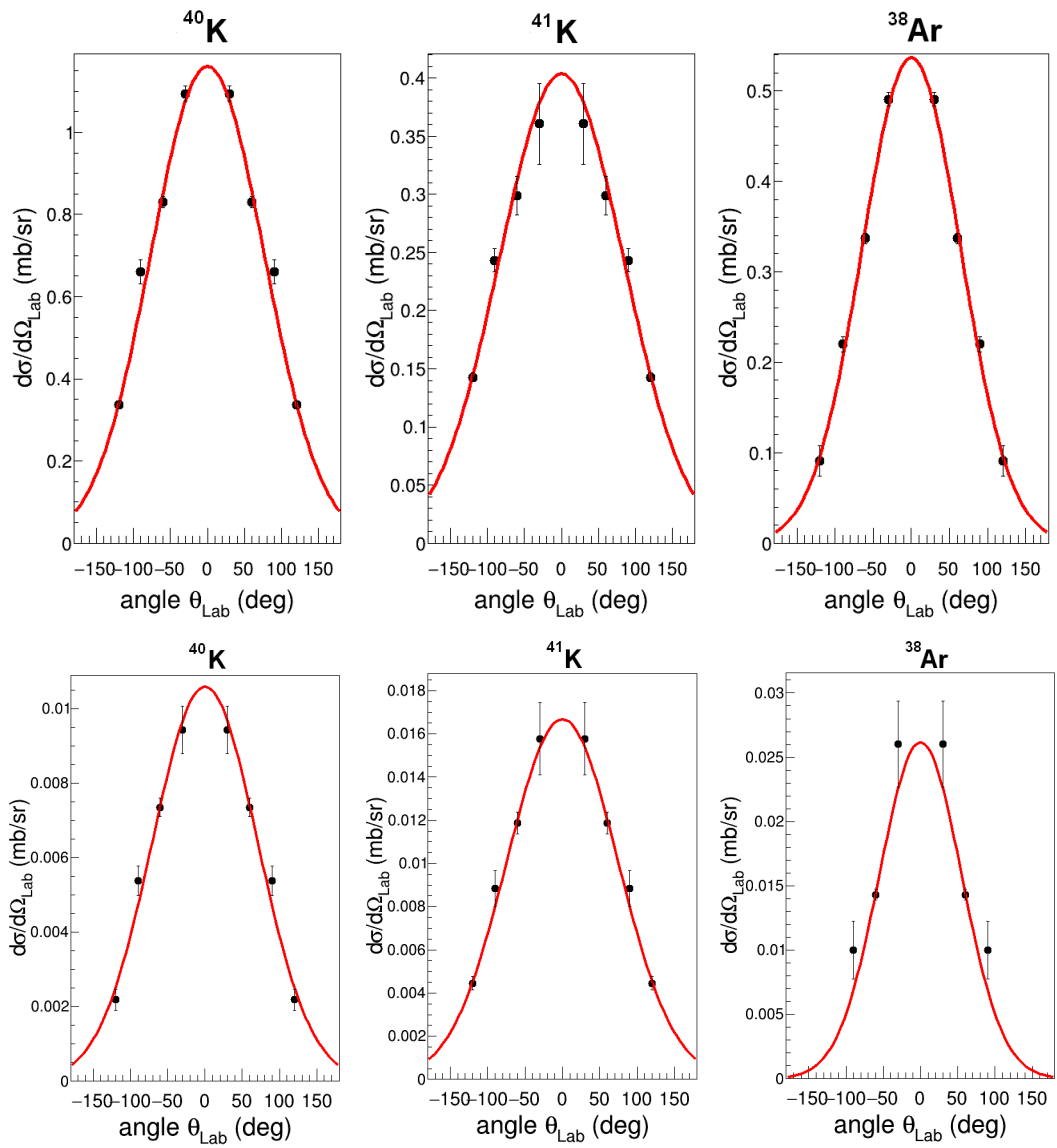 ⁴⁰K
dσ/dΩ_Lab (mb/sr)
1
0.8
0.6
0.4
0.2
0
−150−100−50 0 50 100 150
angle θ_Lab (deg)
⁴¹K
dσ/dΩ_Lab (mb/sr)
0.4
0.35
0.3
0.25
0.2
0.15
0.1
0.05
0
−150−100−50 0 50 100 150
angle θ_Lab (deg)
³⁸Ar
dσ/dΩ_Lab (mb/sr)
0.5
0.4
0.3
0.2
0.1
0
−150−100−50 0 50 100 150
angle θ_Lab (deg)
⁴⁰K
dσ/dΩ_Lab (mb/sr)
0.01
0.008
0.006
0.004
0.002
0
−150−100−50 0 50 100 150
angle θ_Lab (deg)
⁴¹K
dσ/dΩ_Lab (mb/sr)
0.018
0.016
0.014
0.012
0.01
0.008
0.006
0.004
0.002
0
−150−100−50 0 50 100 150
angle θ_Lab (deg)
³⁸Ar
dσ/dΩ_Lab (mb/sr)
0.03
0.025
0.02
0.015
0.01
0.005
0
−150−100−50 0 50 100 150
angle θ_Lab (deg)